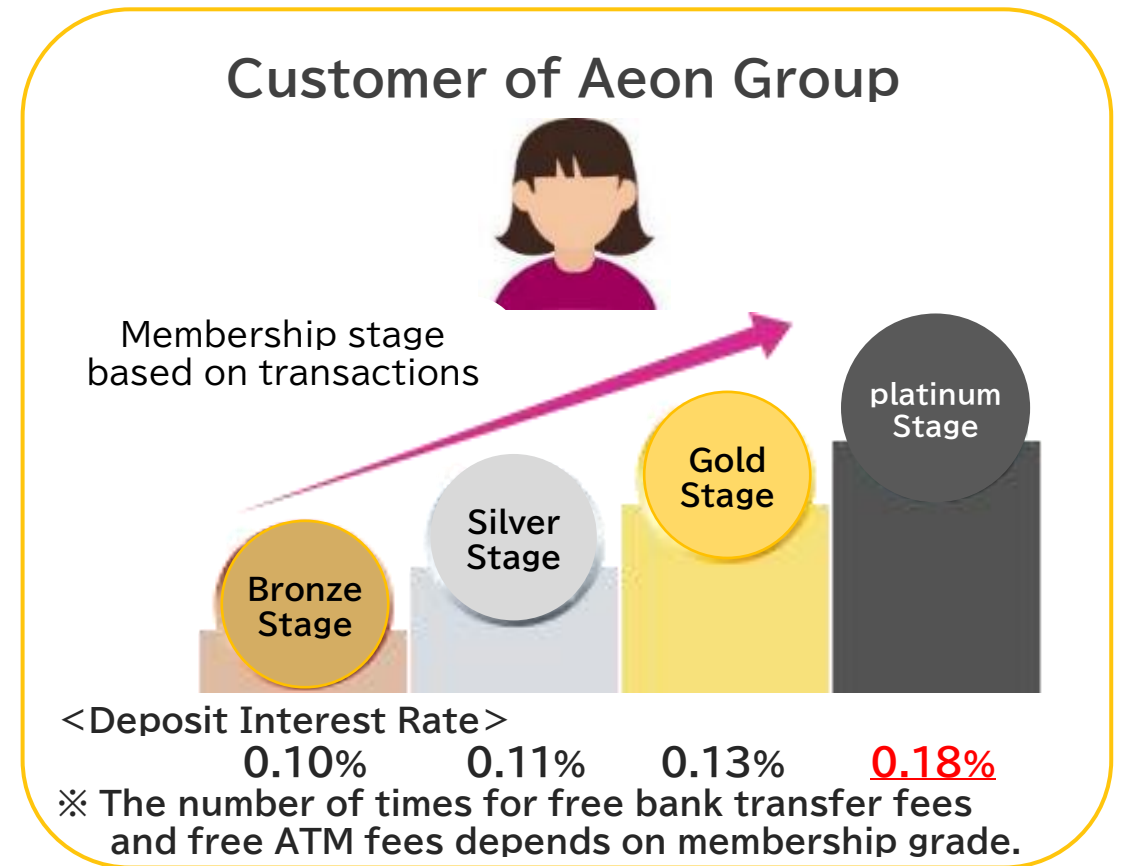 Customer of Aeon Group
Membership stage
based on transactions
platinum
Stage
Gold
Stage
Silver
Stage
Bronze
Stage
<Deposit Interest Rate>
0.10% 0.11% 0.13% 0.18%
※ The number of times for free bank transfer fees
and free ATM fees depends on membership grade.